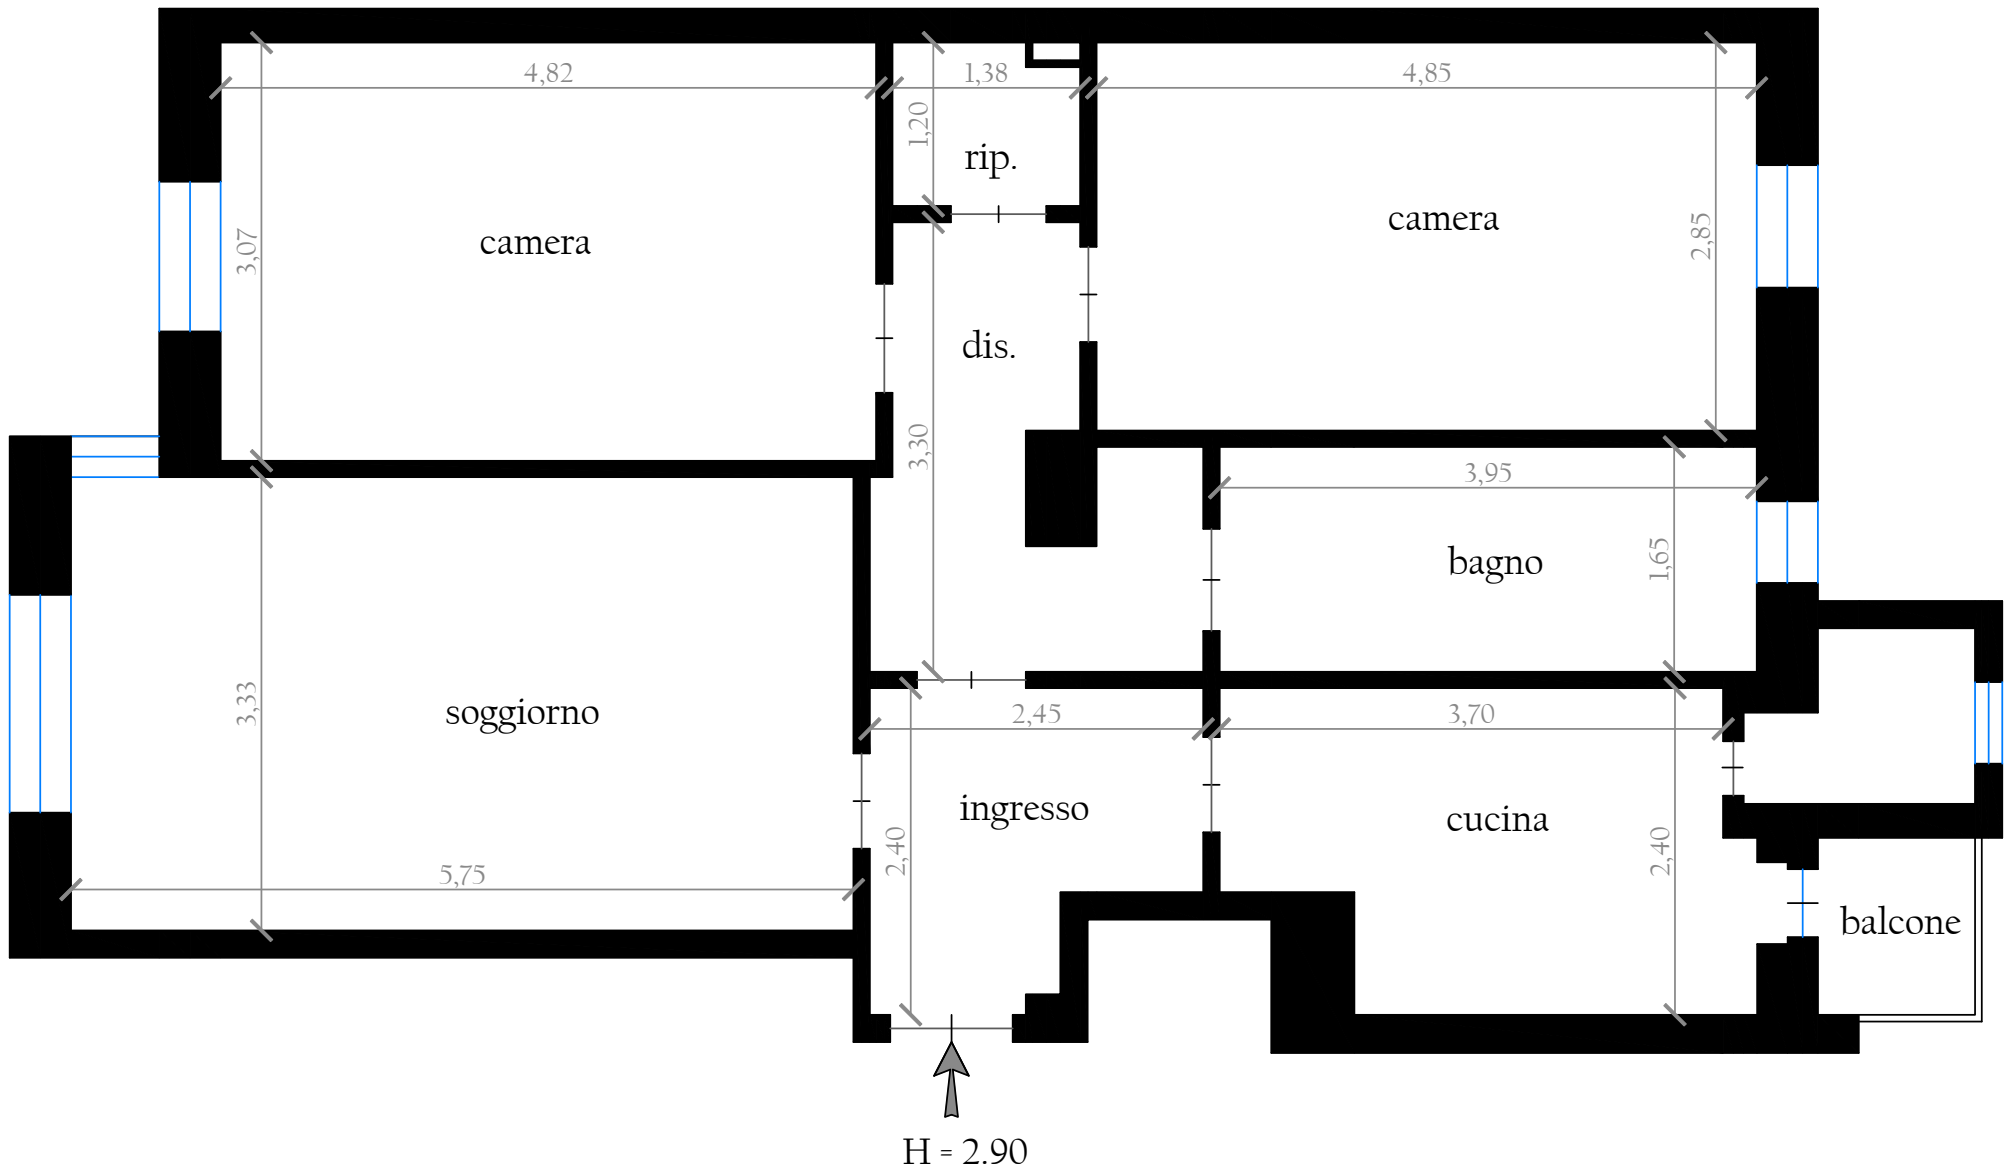 4,82
1,38
4,85
1,20
rip.
camera
camera
3,07
2,85
dis.
3,30
3,95
bagno
1,65
soggiorno
3,33
2,45
3,70
ingresso
cucina
2,40
2,40
5,75
balcone
H = 2.90